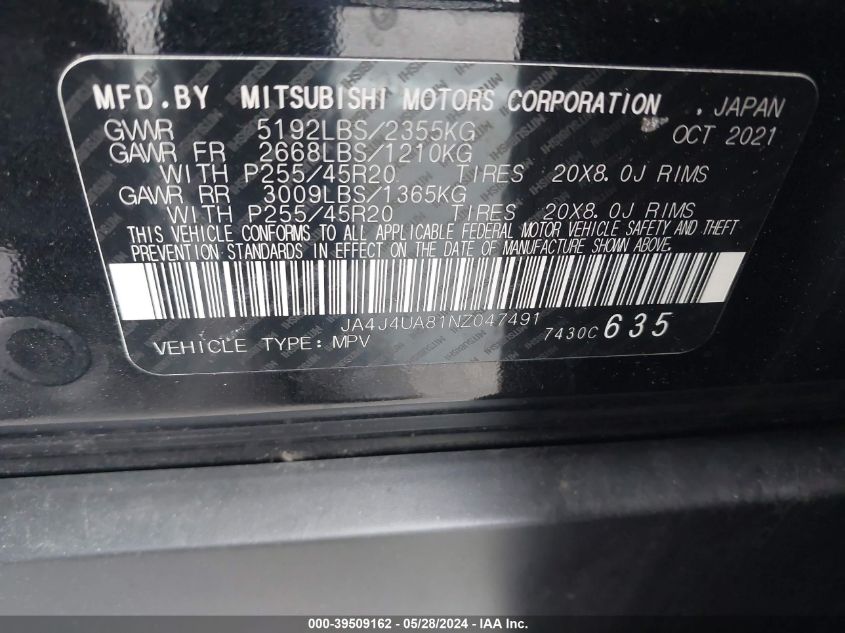 MFD.BY MITSUBISHI MOTORS CORPORATION , JAPAN
GVWR 5192LBS/2355KG OCT 2021
GAWR FR 2668LBS/1210KG
WITH P255/45R20 TIRES 20X8.0J RIMS
GAWR RR 3009LBS/1365KG
WITH P255/45R20 TIRES 20X8.0J RIMS
THIS VEHICLE CONFORMS TO ALL APPLICABLE FEDERAL MOTOR VEHICLE SAFETY AND THEFT
PREVENTION STANDARDS IN EFFECT ON THE DATE OF MANUFACTURE SHOWN ABOVE.
JA4J4UA81NZ047491
VEHICLE TYPE: MPV 7430C 635
000-39509162 - 05/28/2024 - IAAI, Inc.